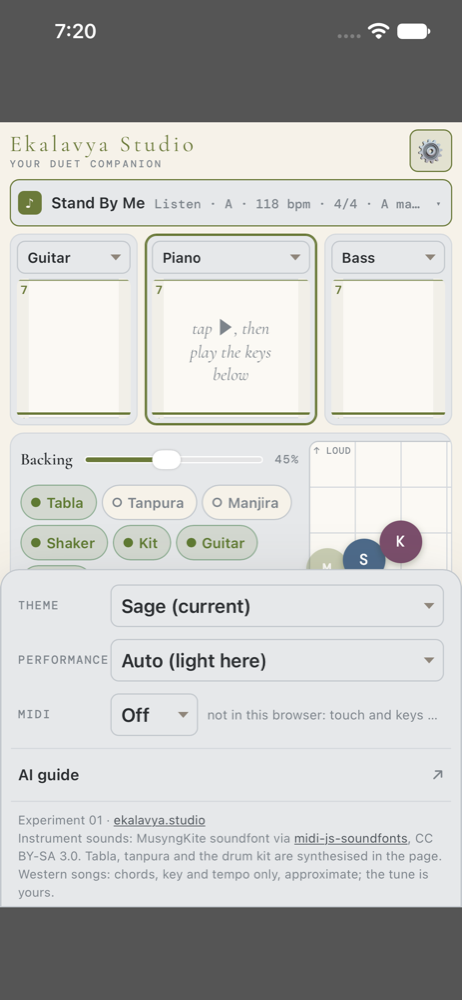 7:20
Ekalavya Studio
YOUR DUET COMPANION
♪ Stand By Me Listen · A · 118 bpm · 4/4 · A ma… ·
Guitar
Piano
Bass
7
7
7
tap ▶, then
play the keys
below
Backing
45%
↑ LOUD
Tabla
Tanpura
Manjira
Shaker
Kit
Guitar
K
S
M
THEME
Sage (current)
PERFORMANCE
Auto (light here)
MIDI
Off
not in this browser: touch and keys …
AI guide ↗
Experiment 01 · ekalavya.studio
Instrument sounds: MusyngKite soundfont via midi-js-soundfonts, CC
BY-SA 3.0. Tabla, tanpura and the drum kit are synthesised in the page.
Western songs: chords, key and tempo only, approximate; the tune is
yours.